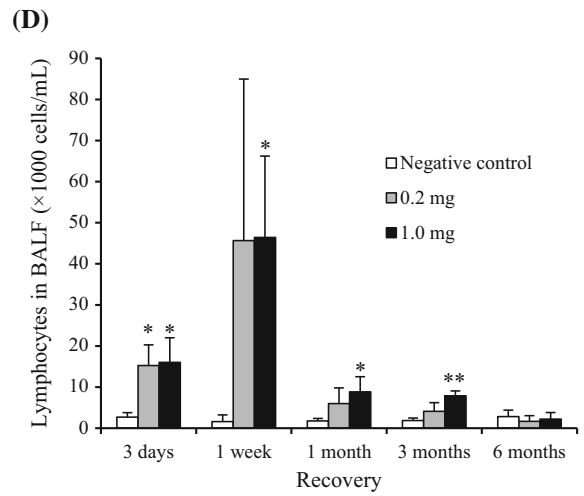 (D)
Lymphocytes in BALF (×1000 cells/mL)
90
80
70
60
50
40
30
20
10
0
Negative control
0.2 mg
1.0 mg
* *
*
*
**
3 days 1 week 1 month 3 months 6 months
Recovery